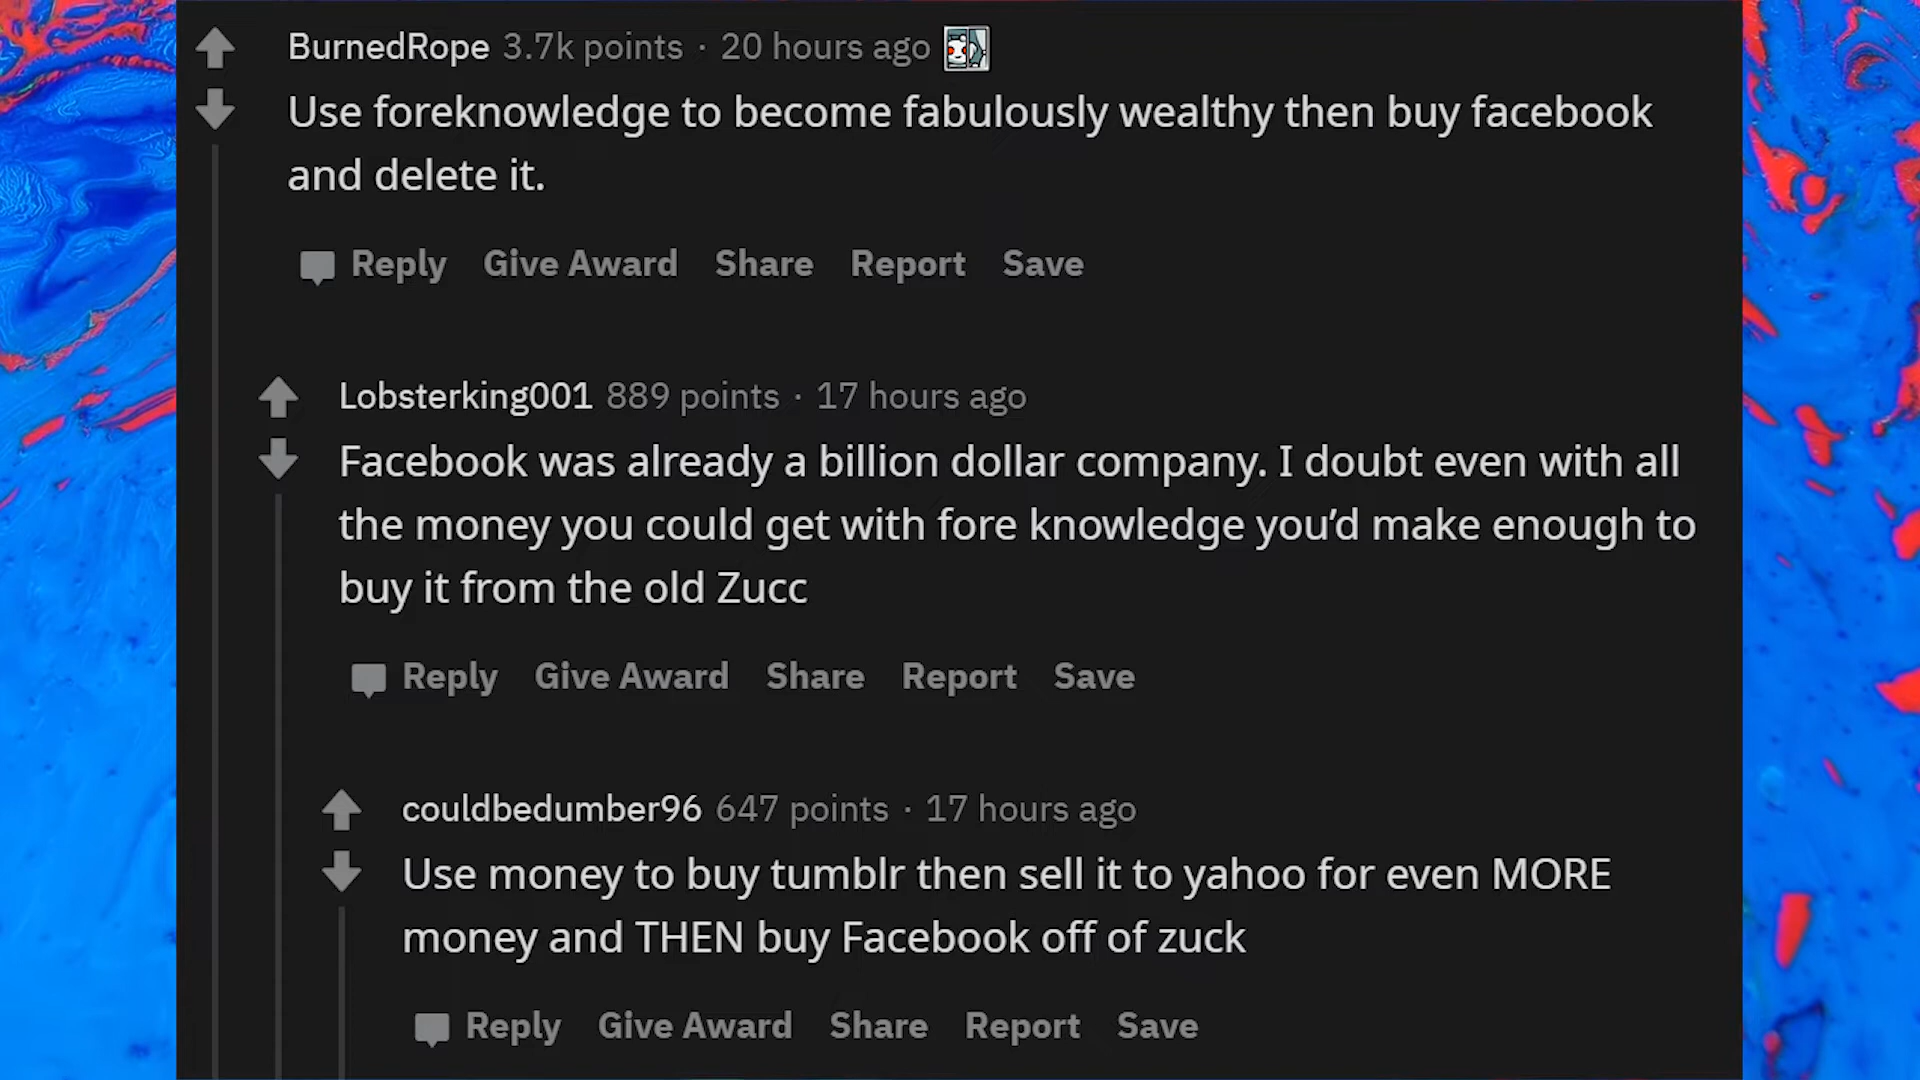 BurnedRope 3.7k points · 20 hours ago
Use foreknowledge to become fabulously wealthy then buy facebook
and delete it.
Reply Give Award Share Report Save
Lobsterking001 889 points · 17 hours ago
Facebook was already a billion dollar company. I doubt even with all
the money you could get with fore knowledge you’d make enough to
buy it from the old Zucc
Reply Give Award Share Report Save
couldbedumber96 647 points · 17 hours ago
Use money to buy tumblr then sell it to yahoo for even MORE
money and THEN buy Facebook off of zuck
Reply Give Award Share Report Save